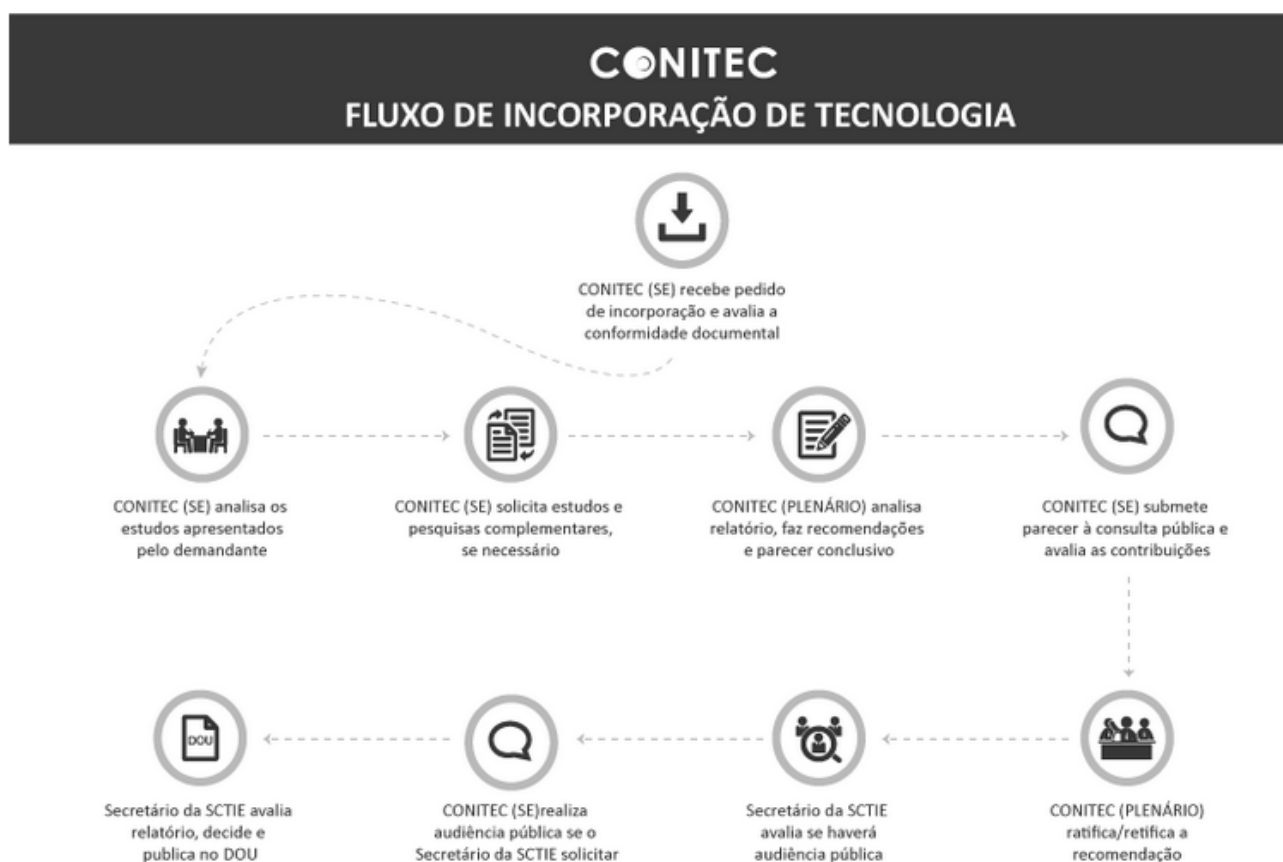 CONITEC
FLUXO DE INCORPORAÇÃO DE TECNOLOGIA
CONITEC (SE) recebe pedido
de incorporação e avalia a
conformidade documental
CONITEC (SE) analisa os
estudos apresentados
pelo demandante
CONITEC (SE) solicita estudos e
pesquisas complementares,
se necessário
CONITEC (PLENÁRIO) analisa
relatório, faz recomendações
e parecer conclusivo
CONITEC (SE) submete
parecer à consulta pública e
avalia as contribuições
CONITEC (PLENÁRIO)
ratifica/retifica a
recomendação
Secretário da SCTIE
avalia se haverá
audiência pública
CONITEC (SE)realiza
audiência pública se o
Secretário da SCTIE solicitar
DOU
Secretário da SCTIE avalia
relatório, decide e
publica no DOU